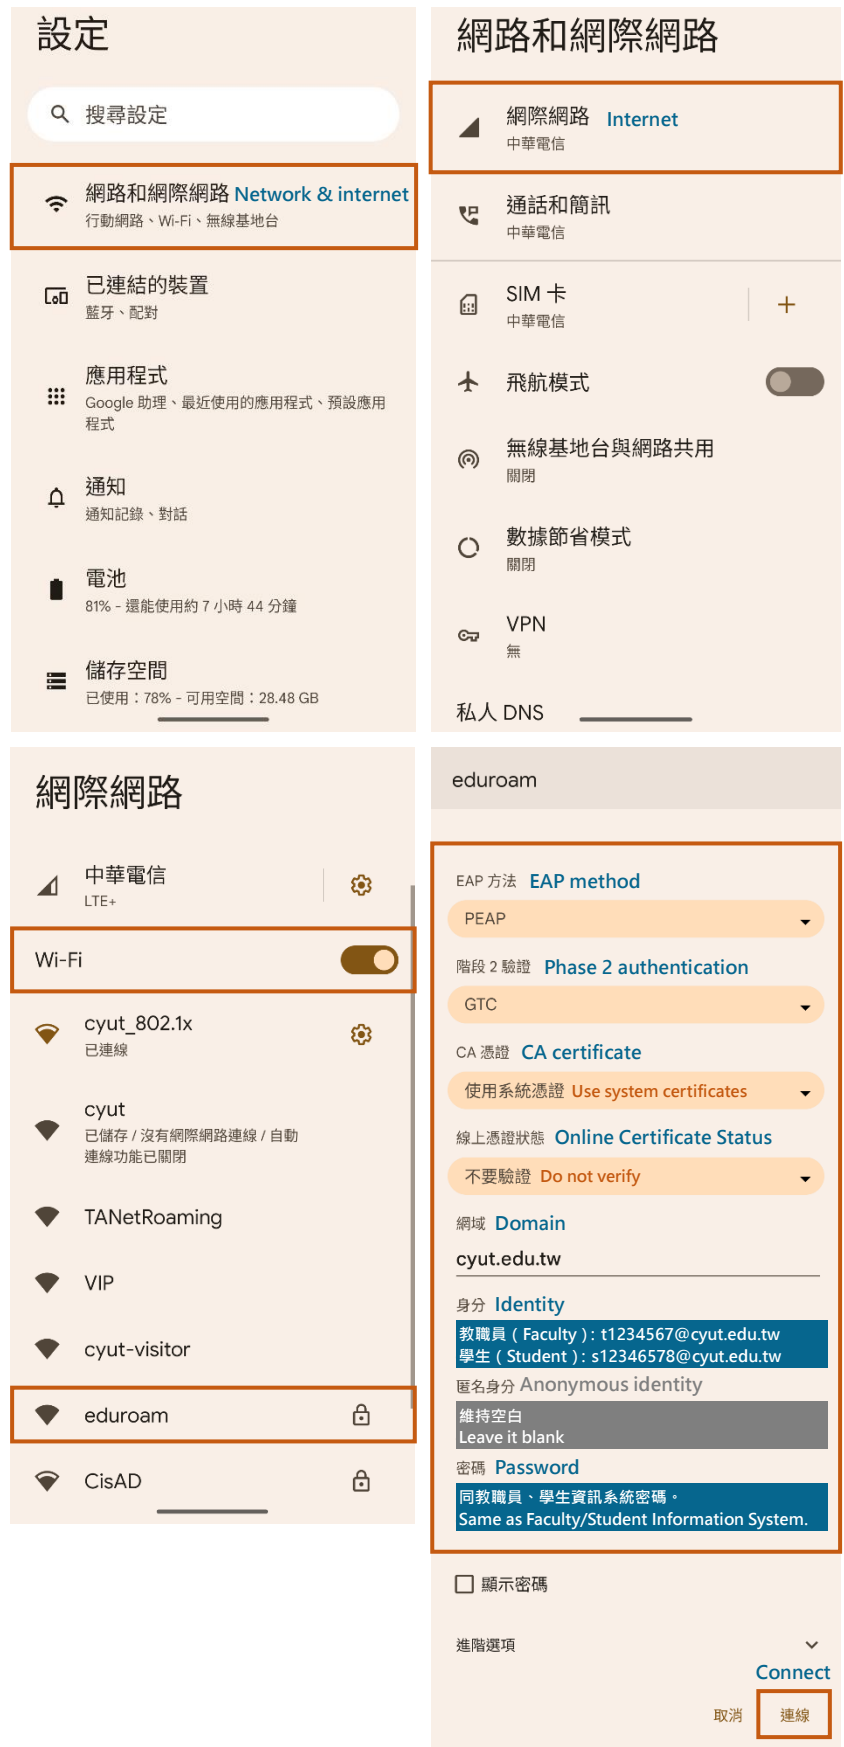 設定
搜尋設定
網路和網際網路 Network & internet
行動網路、Wi-Fi、無線基地台
已連結的裝置
藍牙、配對
應用程式
Google 助理、最近使用的應用程式、預設應用
程式
通知
通知記錄、對話
電池
81% - 還能使用約 7 小時 44 分鐘
儲存空間
已使用：78% - 可用空間：28.48 GB
網路和網際網路
網際網路 Internet
中華電信
通話和簡訊
中華電信
SIM 卡
中華電信
飛航模式
無線基地台與網路共用
關閉
數據節省模式
關閉
VPN
無
私人 DNS
網際網路
中華電信
LTE+
Wi-Fi
cyut_802.1x
已連線
cyut
已儲存 / 沒有網際網路連線 / 自動
連線功能已關閉
TANetRoaming
VIP
cyut-visitor
eduroam
CisAD
eduroam
EAP 方法 EAP method
PEAP
階段 2 驗證 Phase 2 authentication
GTC
CA 憑證 CA certificate
使用系統憑證 Use system certificates
線上憑證狀態 Online Certificate Status
不要驗證 Do not verify
網域 Domain
cyut.edu.tw
身分 Identity
教職員 ( Faculty ) : t1234567@cyut.edu.tw
學生 ( Student ) : s12346578@cyut.edu.tw
匿名身分 Anonymous identity
維持空白
Leave it blank
密碼 Password
同教職員、學生資訊系統密碼。
Same as Faculty/Student Information System.
顯示密碼
進階選項
Connect
取消 連線